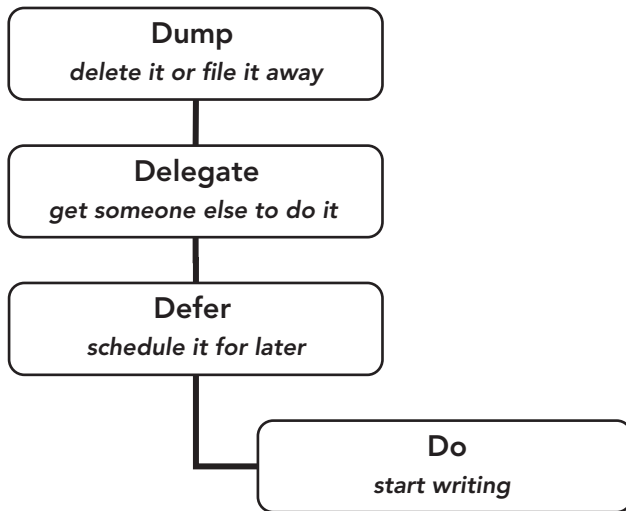 Dump
delete it or file it away
Delegate
get someone else to do it
Defer
schedule it for later
Do
start writing